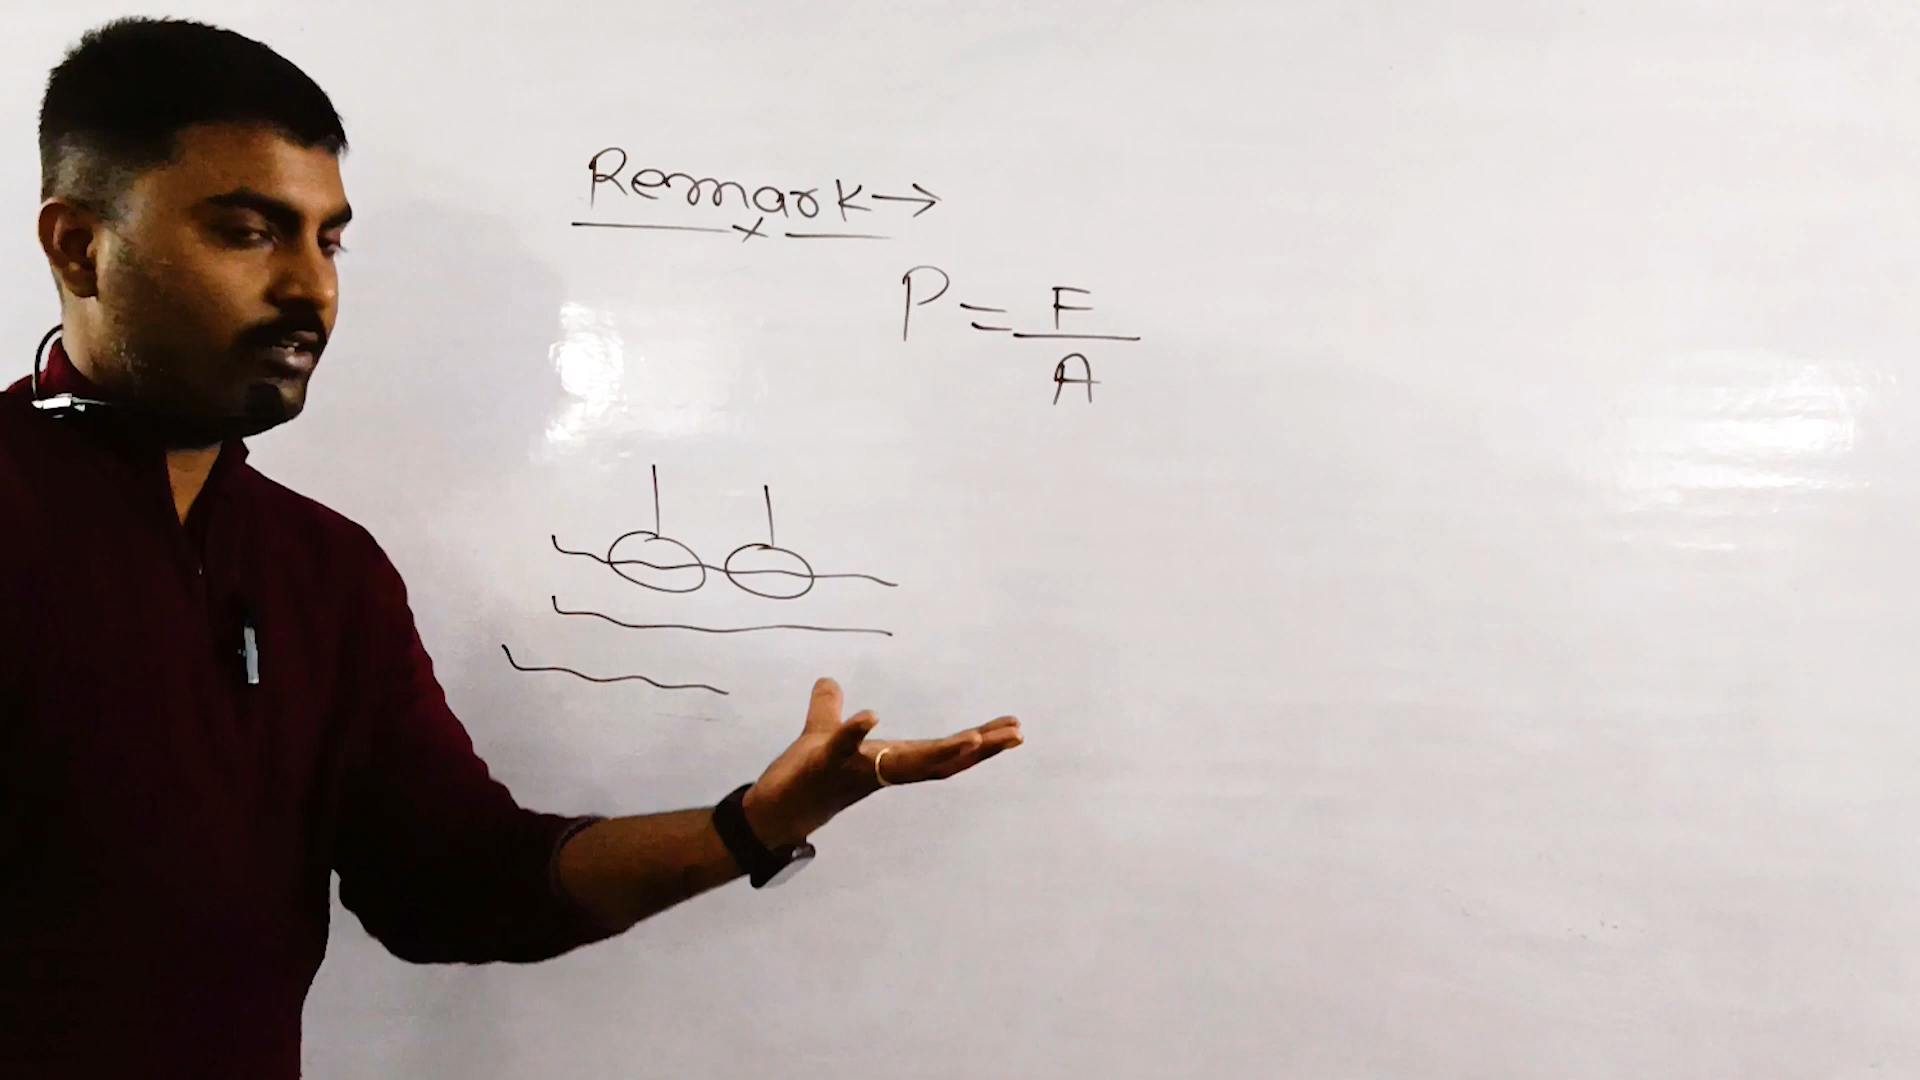 Remark →
P = F / A